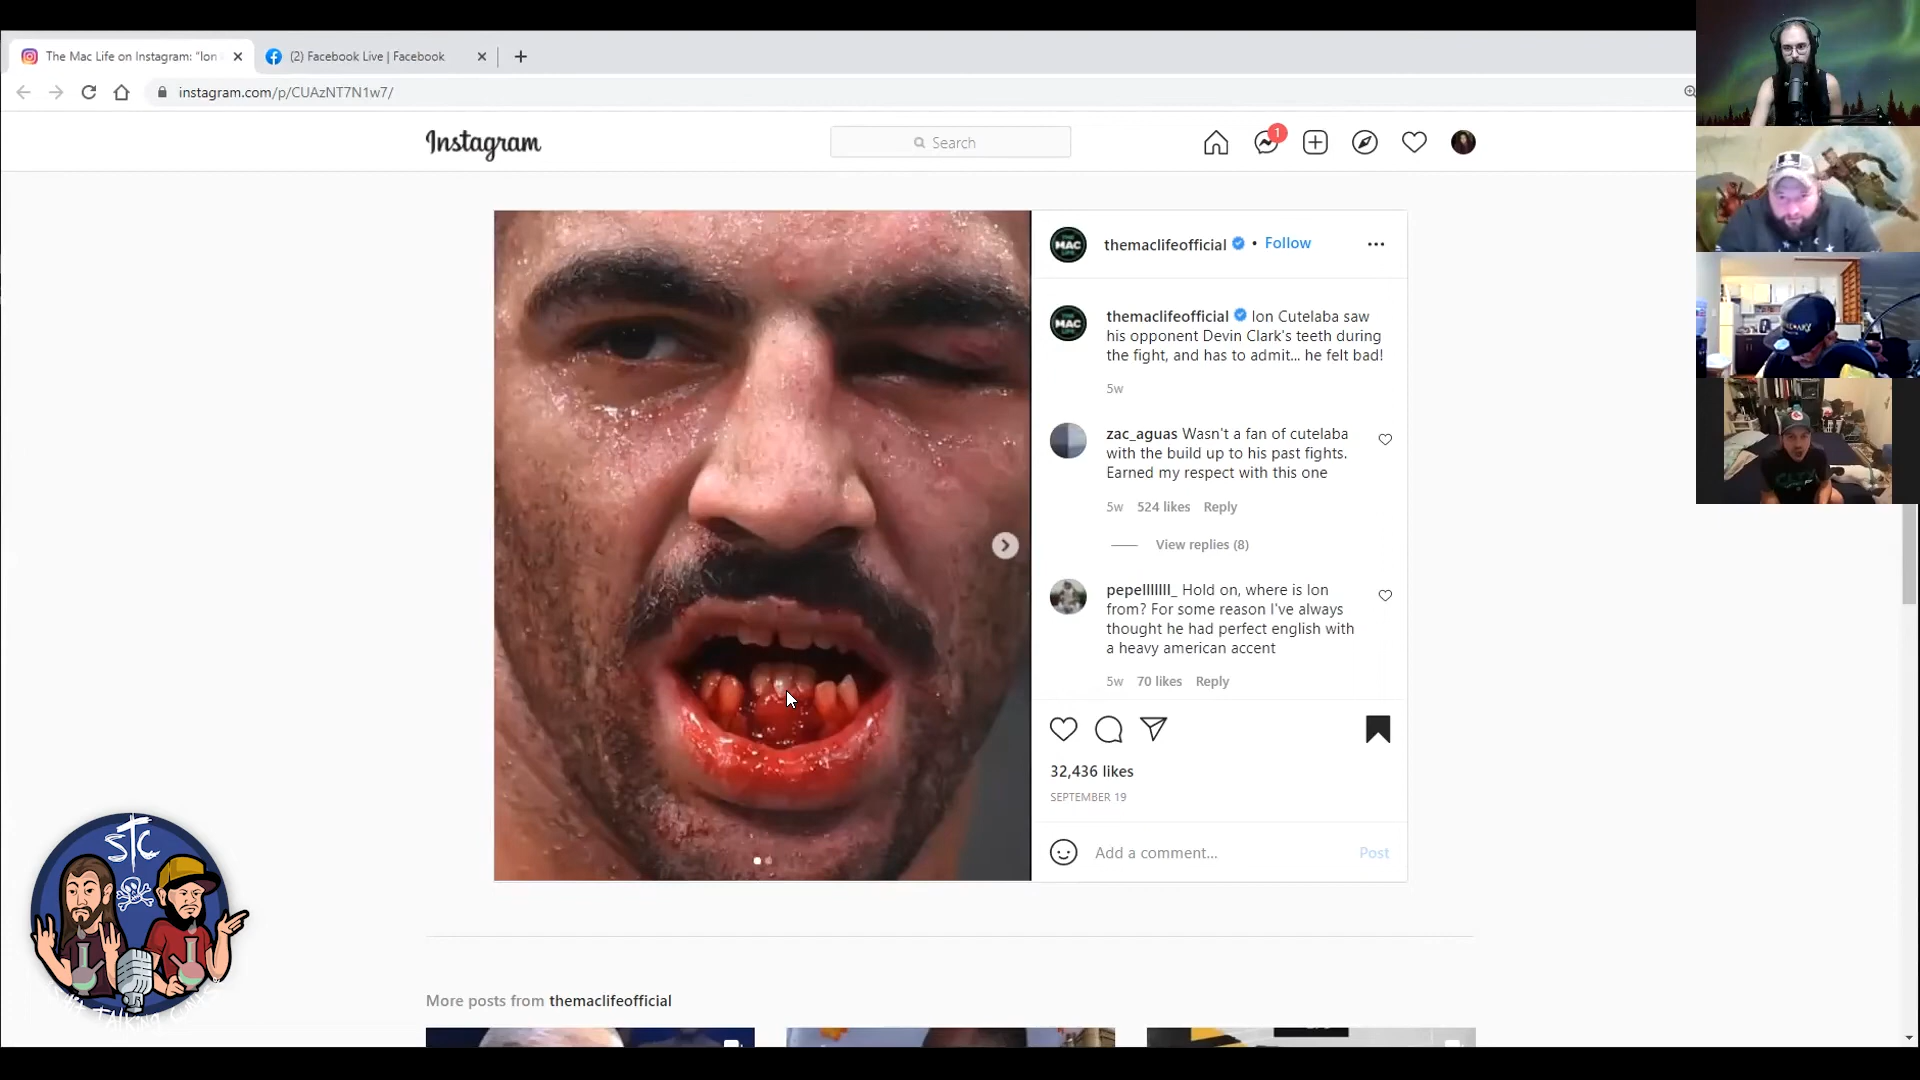 The Mac Life on Instagram: "Ion
(2) Facebook Live | Facebook
instagram.com/p/CUAzNT7N1w7/
Instagram
Search
1
themaclifeofficial • Follow
MAC
themaclifeofficial Ion Cutelaba saw
his opponent Devin Clark's teeth during
the fight, and has to admit... he felt bad!
MAC
5w
zac_aguas Wasn't a fan of cutelaba
with the build up to his past fights.
Earned my respect with this one
5w 524 likes Reply
View replies (8)
pepelllllll_ Hold on, where is Ion
from? For some reason I've always
thought he had perfect english with
a heavy american accent
5w 70 likes Reply
32,436 likes
SEPTEMBER 19
Add a comment...
Post
More posts from themaclifeofficial
STC